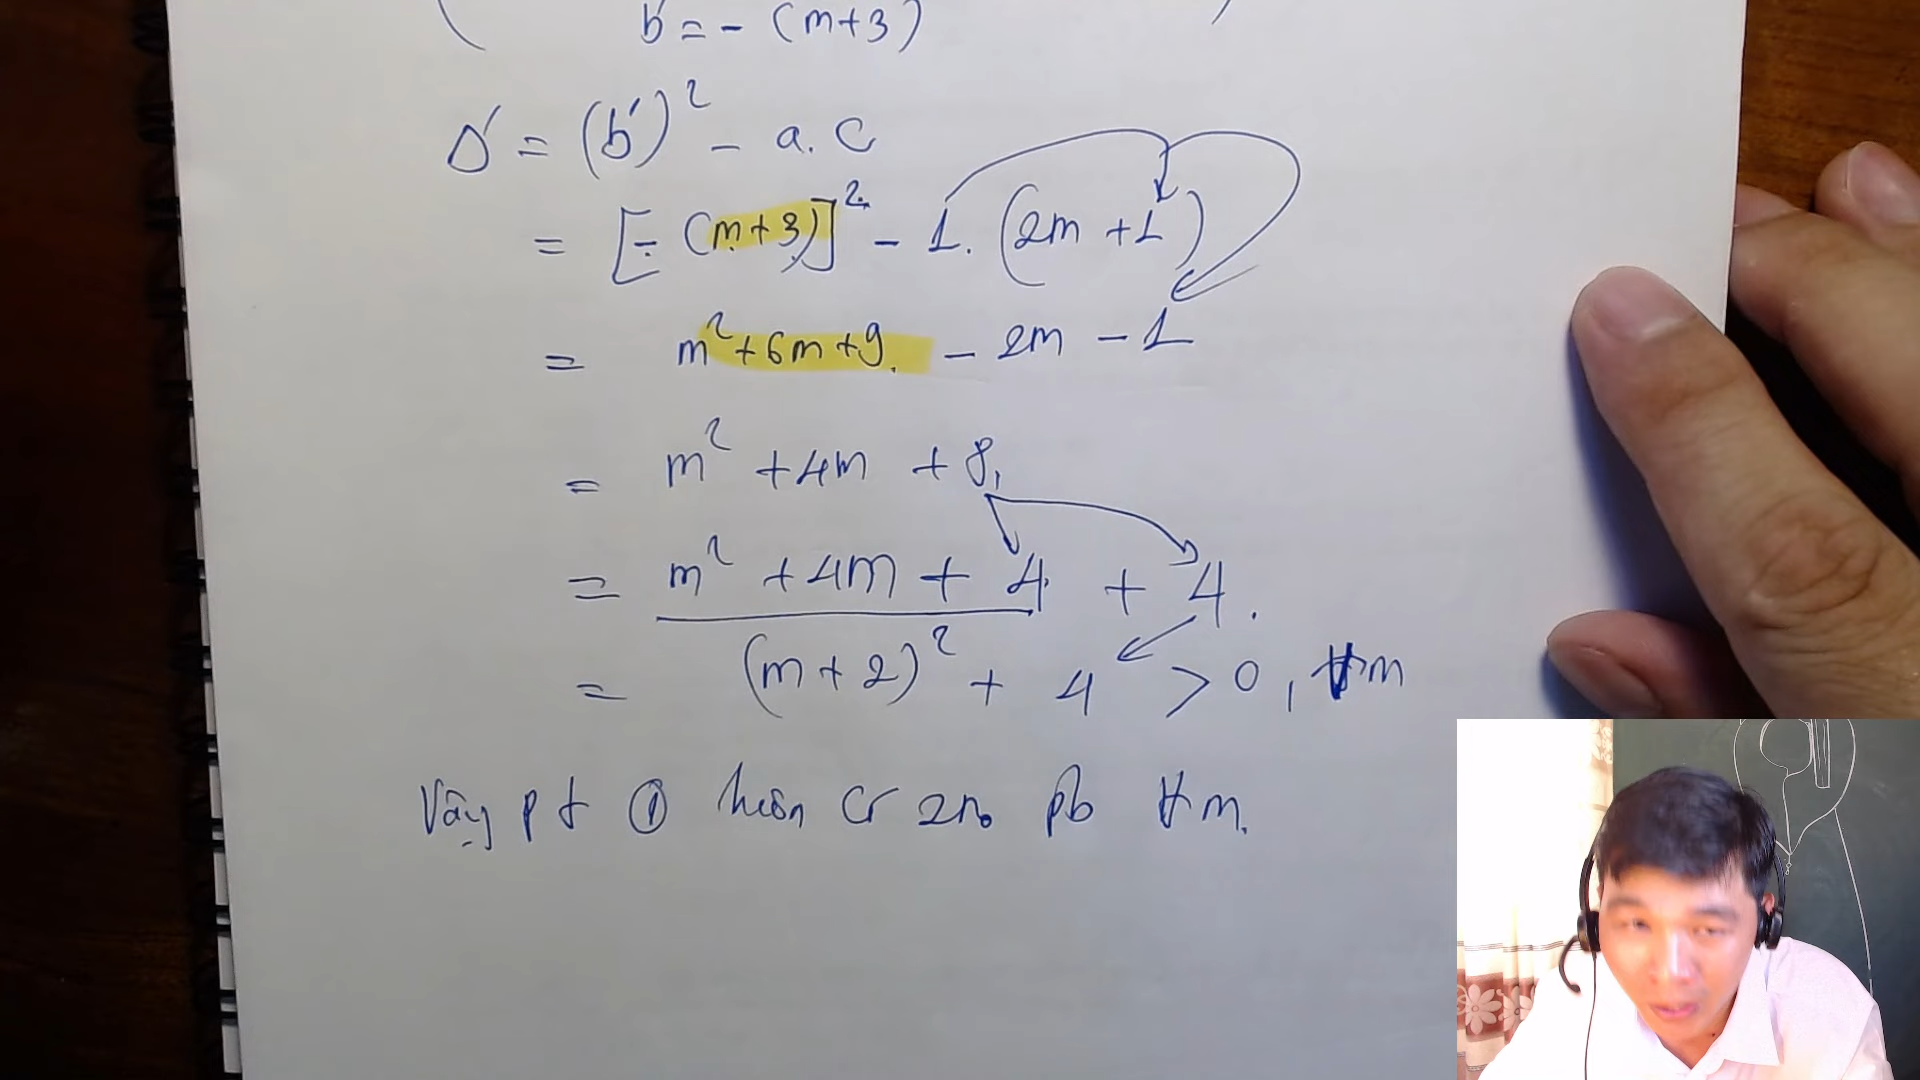 b' = - (m+3)
Δ' = (b')² - a.c
= [- (m+3)]² - 1. (2m +1)
= m² +6m +9 - 2m - 1
= m² +4m +8
= m² +4m + 4 + 4.
= (m+2)² + 4 > 0, ∀m
Vậy pt ① luôn có 2n₀ pb ∀m.